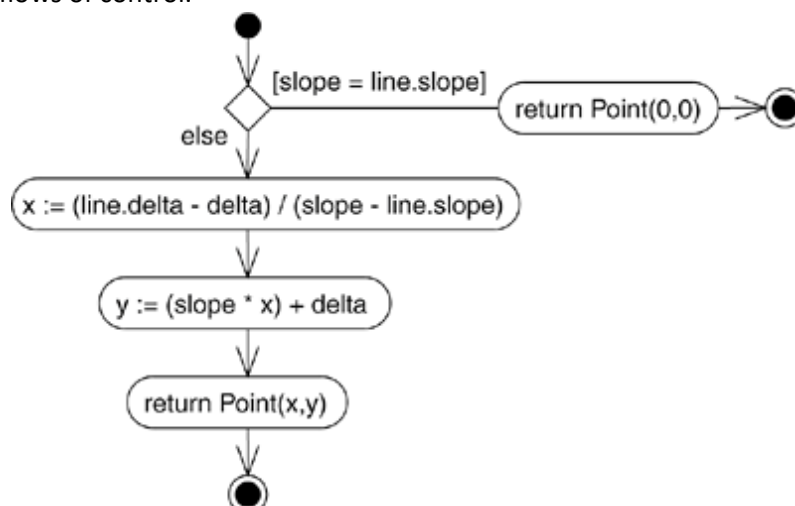 flows of control.
[slope = line.slope]
return Point(0,0)
else
x := (line.delta - delta) / (slope - line.slope)
y := (slope * x) + delta
return Point(x,y)